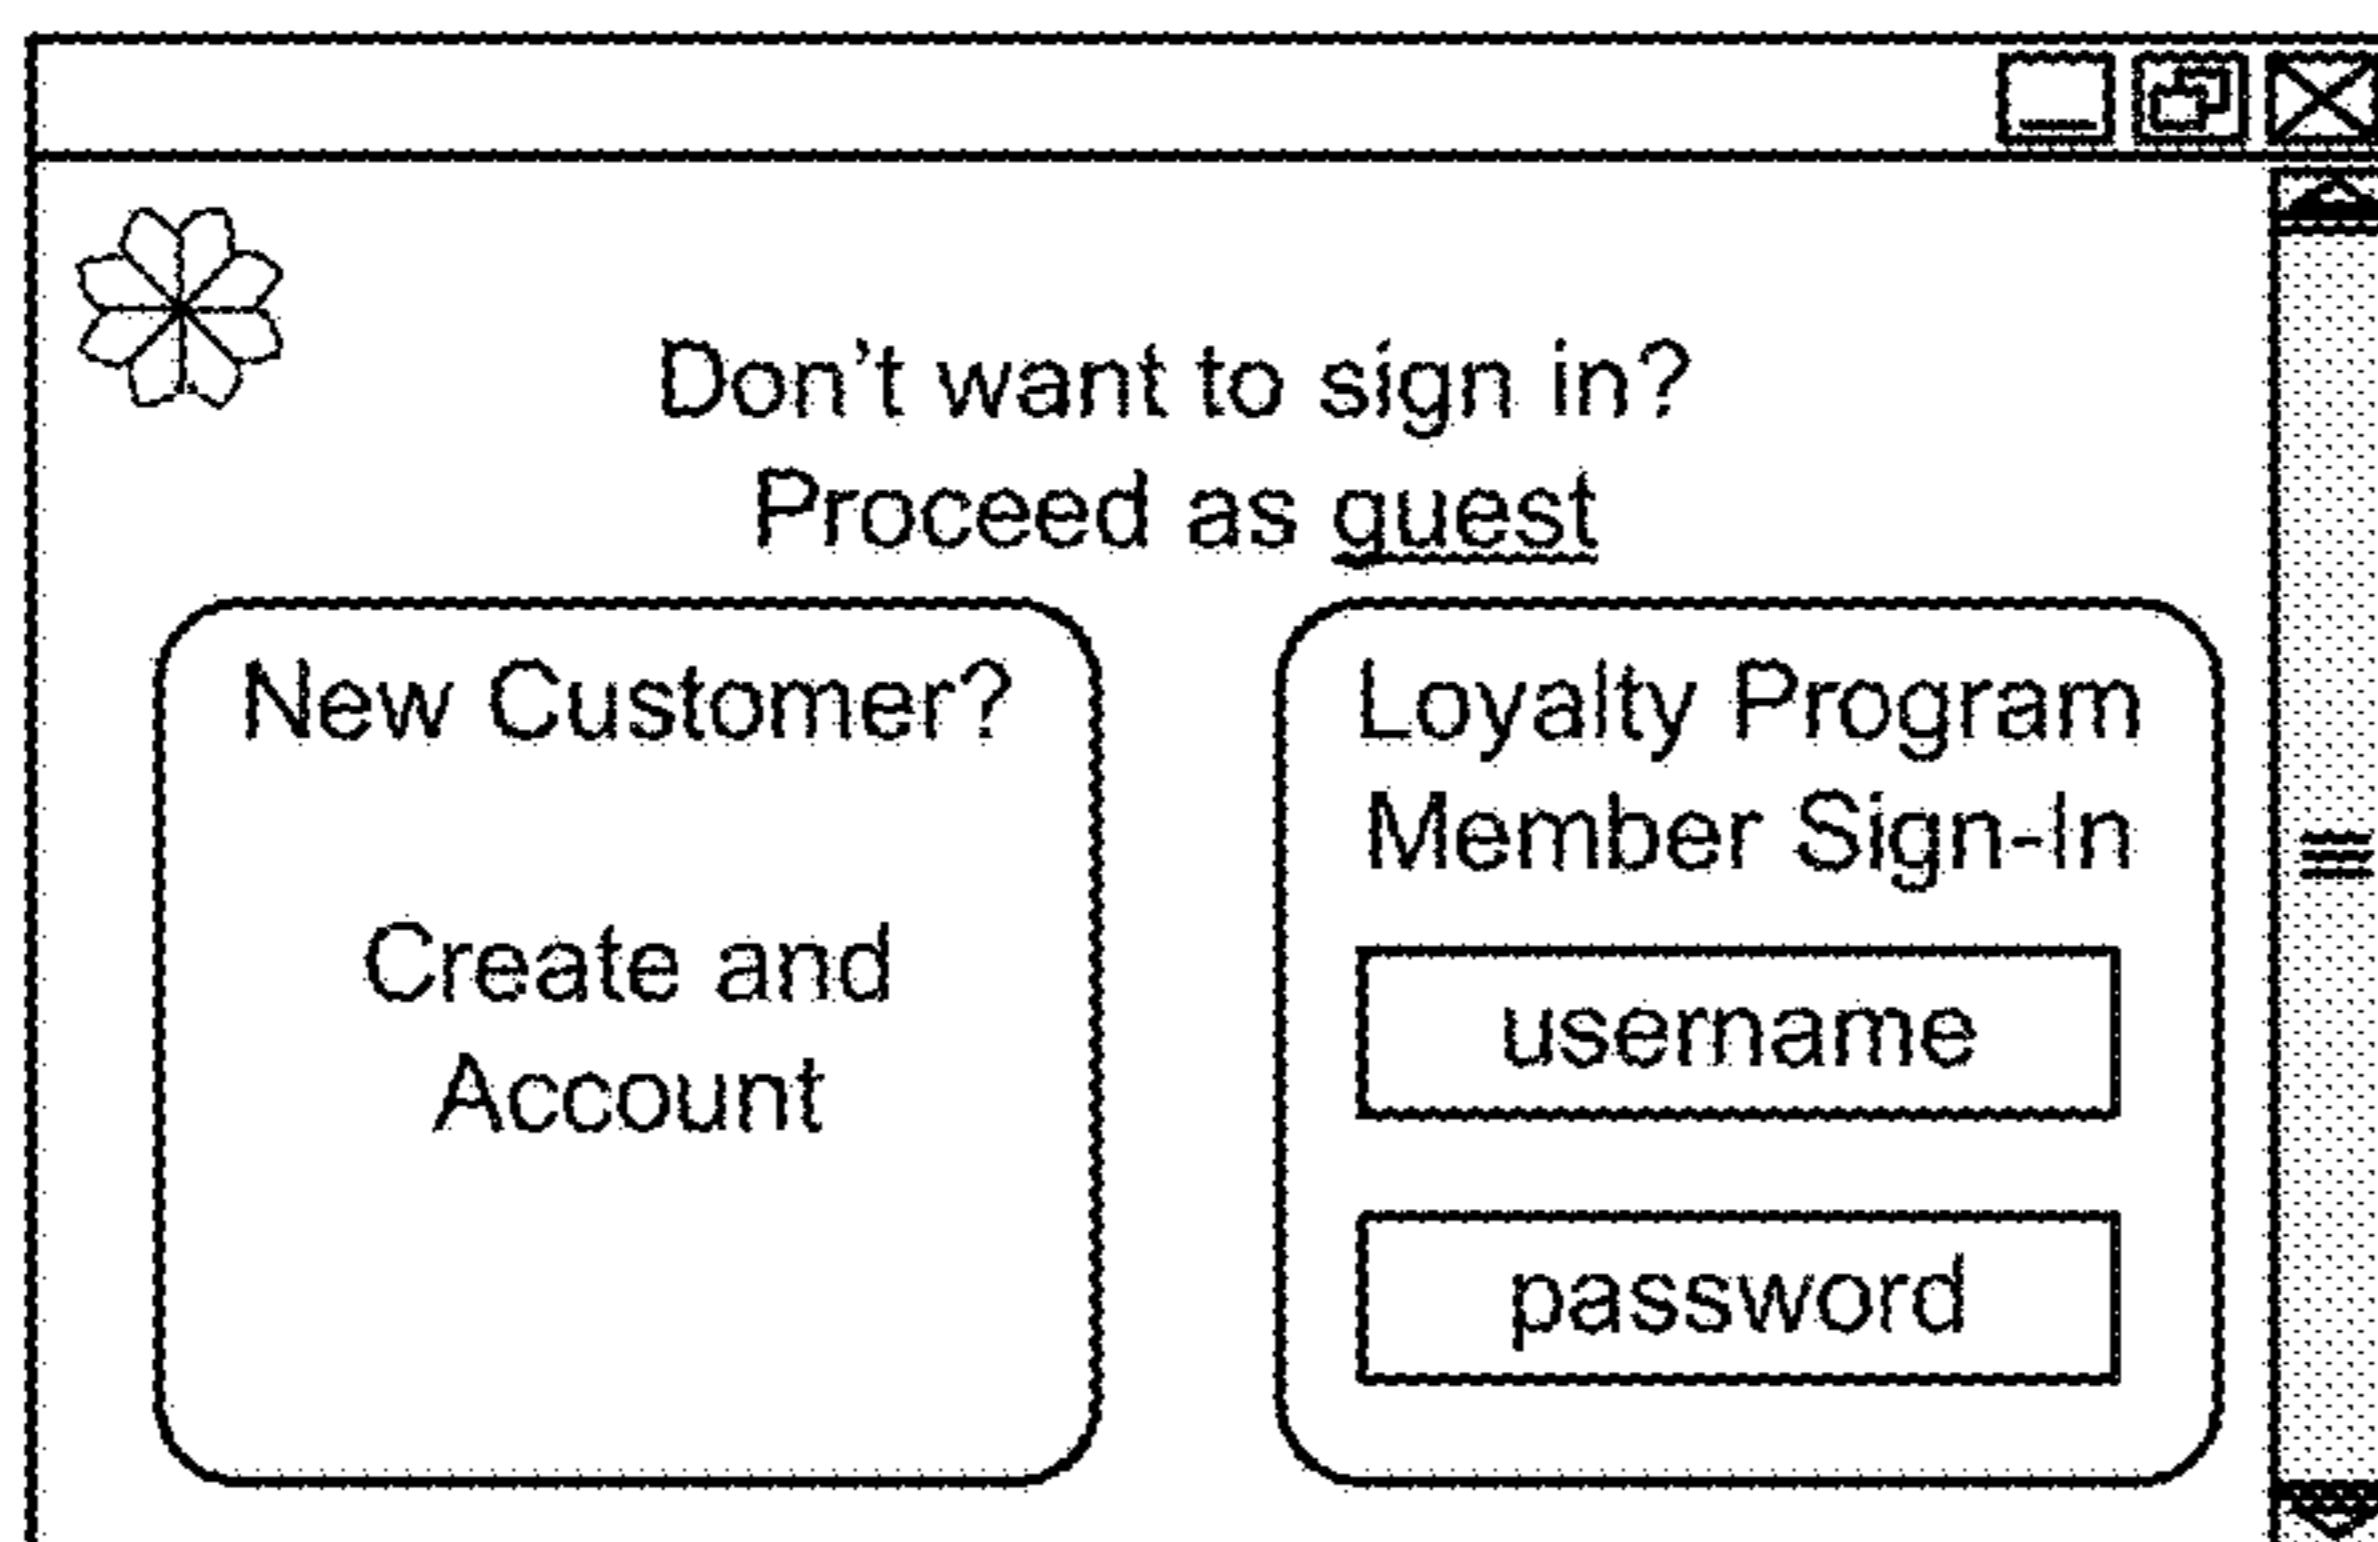 Don't want to sign in?
Proceed as guest
New Customer?
Create and
Account
Loyalty Program
Member Sign-In
username
password